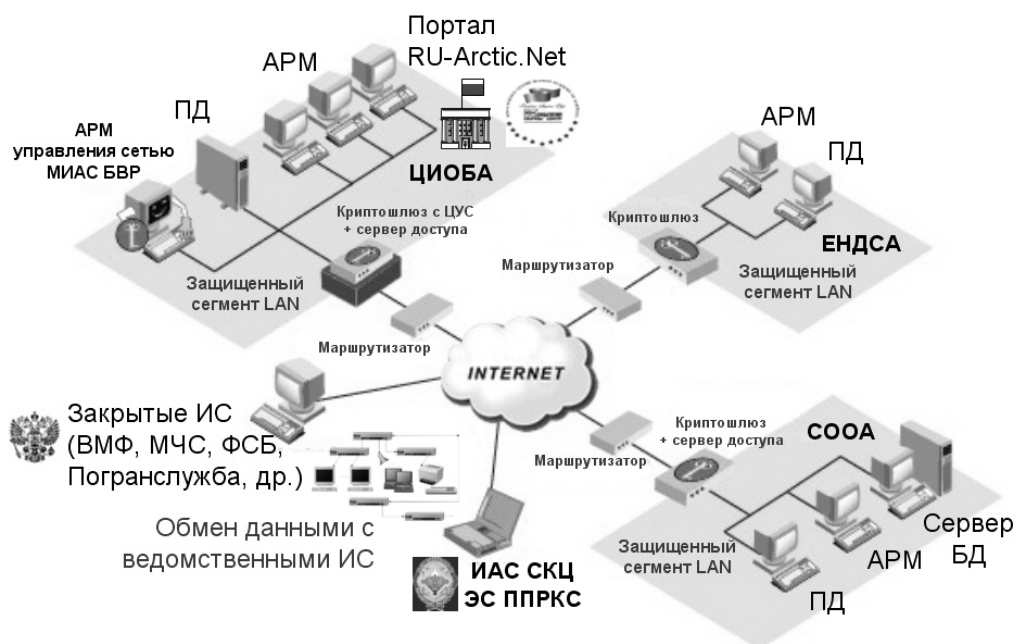 Портал
RU-Arctic.Net
АРМ
ПД
АРМ
управления сетью
МИАС БВР
ЦИОБА
Криптошлюз с ЦУС
+ сервер доступа
Защищенный
сегмент LAN
Маршрутизатор
АРМ
ПД
Криптошлюз
ЕНДСА
Маршрутизатор
Защищенный
сегмент LAN
INTERNET
Закрытые ИС
(ВМФ, МЧС, ФСБ,
Погранслужба, др.)
Обмен данными с
ведомственными ИС
ИАС СКЦ
ЭС ППРКС
Криптошлюз
+ сервер доступа
Маршрутизатор
СООА
Сервер
БД
АРМ
ПД
Защищенный
сегмент LAN